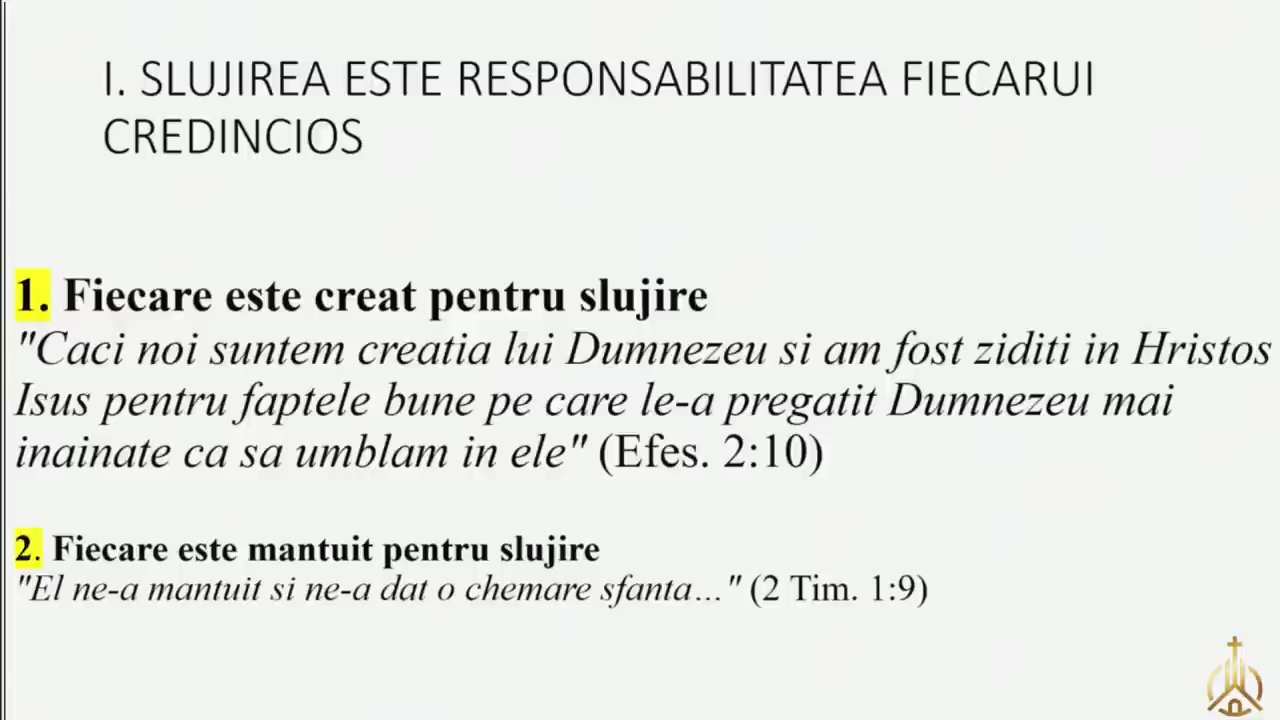 I. SLUJIREA ESTE RESPONSABILITATEA FIECARUI
CREDINCIOS
1. Fiecare este creat pentru slujire
"Caci noi suntem creatia lui Dumnezeu si am fost ziditi in Hristos
Isus pentru faptele bune pe care le-a pregatit Dumnezeu mai
inainate ca sa umblam in ele" (Efes. 2:10)
2. Fiecare este mantuit pentru slujire
"El ne-a mantuit si ne-a dat o chemare sfanta…" (2 Tim. 1:9)